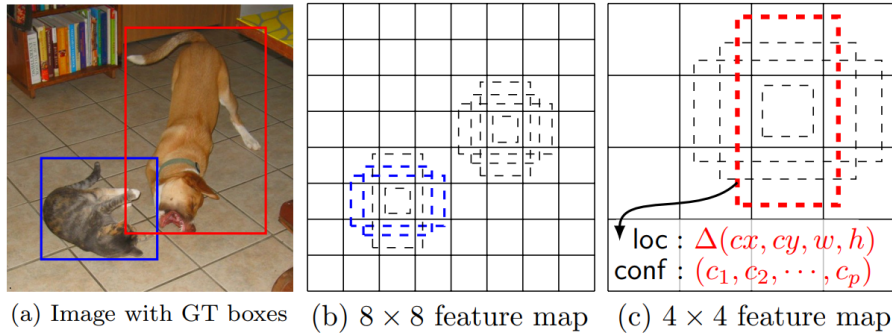 loc : Δ(cx, cy, w, h)
conf : (c₁, c₂, ⋯, cₚ)
(a) Image with GT boxes
(b) 8 × 8 feature map
(c) 4 × 4 feature map